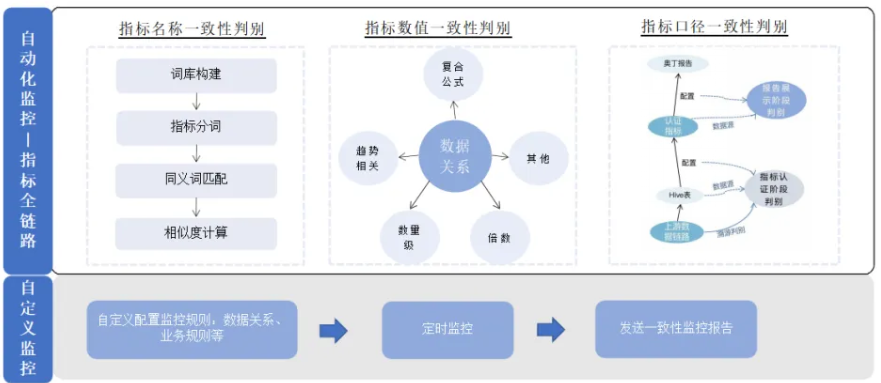 自动化监控—指标全链路
指标名称一致性判别
词库构建
指标分词
同义词匹配
相似度计算
指标数值一致性判别
复合
公式
趋势
相关
数据
关系
其他
数量
级
倍数
指标口径一致性判别
奥丁报告
配置
报告展
示阶段
判别
认证
指标
数据源
配置
指标认
证阶段
判别
数据源
Hive表
上游数
据链路
溯源判别
自定义监控
自定义配置监控规则，数据关系、
业务规则等
定时监控
发送一致性监控报告